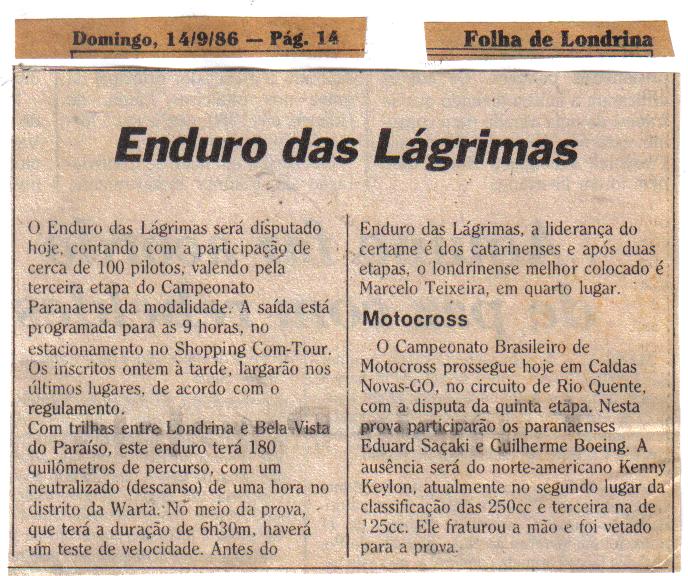 Domingo, 14/9/86 — Pág. 14
Folha de Londrina
Enduro das Lágrimas
O Enduro das Lágrimas será disputado
hoje, contando com a participação de
cerca de 100 pilotos, valendo pela
terceira etapa do Campeonato
Paranaense da modalidade. A saída está
programada para as 9 horas, no
estacionamento no Shopping Com-Tour.
Os inscritos ontem à tarde, largarão nos
últimos lugares, de acordo com o
regulamento.
Com trilhas entre Londrina e Bela Vista
do Paraíso, este enduro terá 180
quilômetros de percurso, com um
neutralizado (descanso) de uma hora no
distrito da Warta. No meio da prova,
que terá a duração de 6h30m, haverá
um teste de velocidade. Antes do
Enduro das Lágrimas, a liderança do
certame é dos catarinenses e após duas
etapas, o londrinense melhor colocado é
Marcelo Teixeira, em quarto lugar.
Motocross
O Campeonato Brasileiro de
Motocross prossegue hoje em Caldas
Novas-GO, no circuito de Rio Quente,
com a disputa da quinta etapa. Nesta
prova participarão os paranaenses
Eduard Saçaki e Guilherme Boeing. A
ausência será do norte-americano Kenny
Keylon, atualmente no segundo lugar da
classificação das 250cc e terceira na de
125cc. Ele fraturou a mão e foi vetado
para a prova.